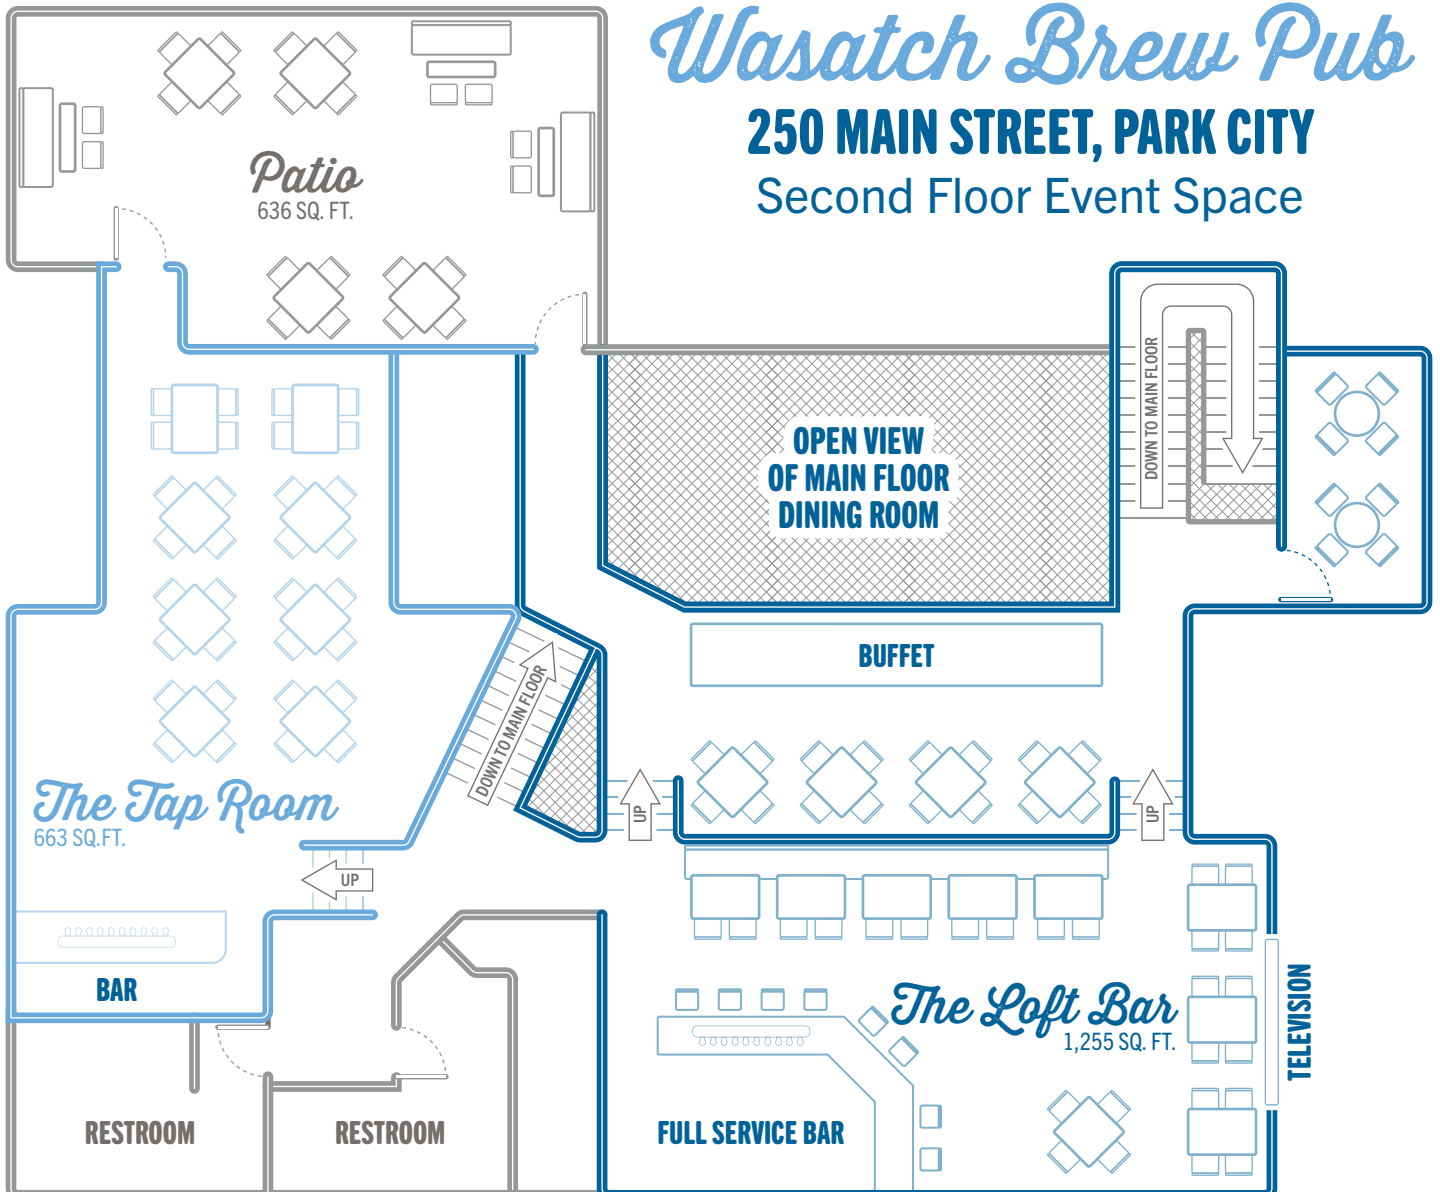 Wasatch Brew Pub
250 MAIN STREET, PARK CITY
Second Floor Event Space
Patio
636 SQ. FT.
DOWN TO MAIN FLOOR
OPEN VIEW
OF MAIN FLOOR
DINING ROOM
BUFFET
DOWN TO MAIN FLOOR
The Tap Room
663 SQ.FT.
UP
UP
UP
BAR
The Loft Bar
1,255 SQ. FT.
TELEVISION
RESTROOM
RESTROOM
FULL SERVICE BAR